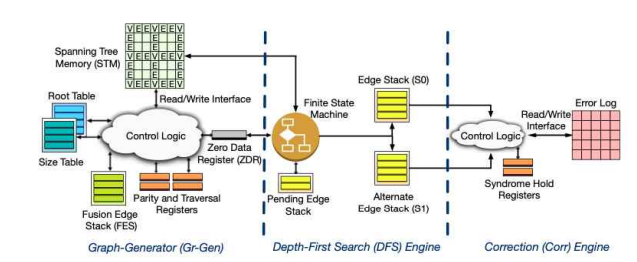 V E E V E E V
E E E
E E E
V E E V E E V
E E E
E E E
V E E V E E V
Spanning Tree
Memory (STM)
Read/Write Interface
Root Table
Size Table
Control Logic
Zero Data
Register (ZDR)
Fusion Edge
Stack (FES)
Parity and Traversal
Registers
Graph-Generator (Gr-Gen)
Finite State
Machine
Pending Edge
Stack
Edge Stack (S0)
Alternate
Edge Stack (S1)
Depth-First Search (DFS) Engine
Control Logic
Read/Write
Interface
Error Log
Syndrome Hold
Registers
Correction (Corr) Engine